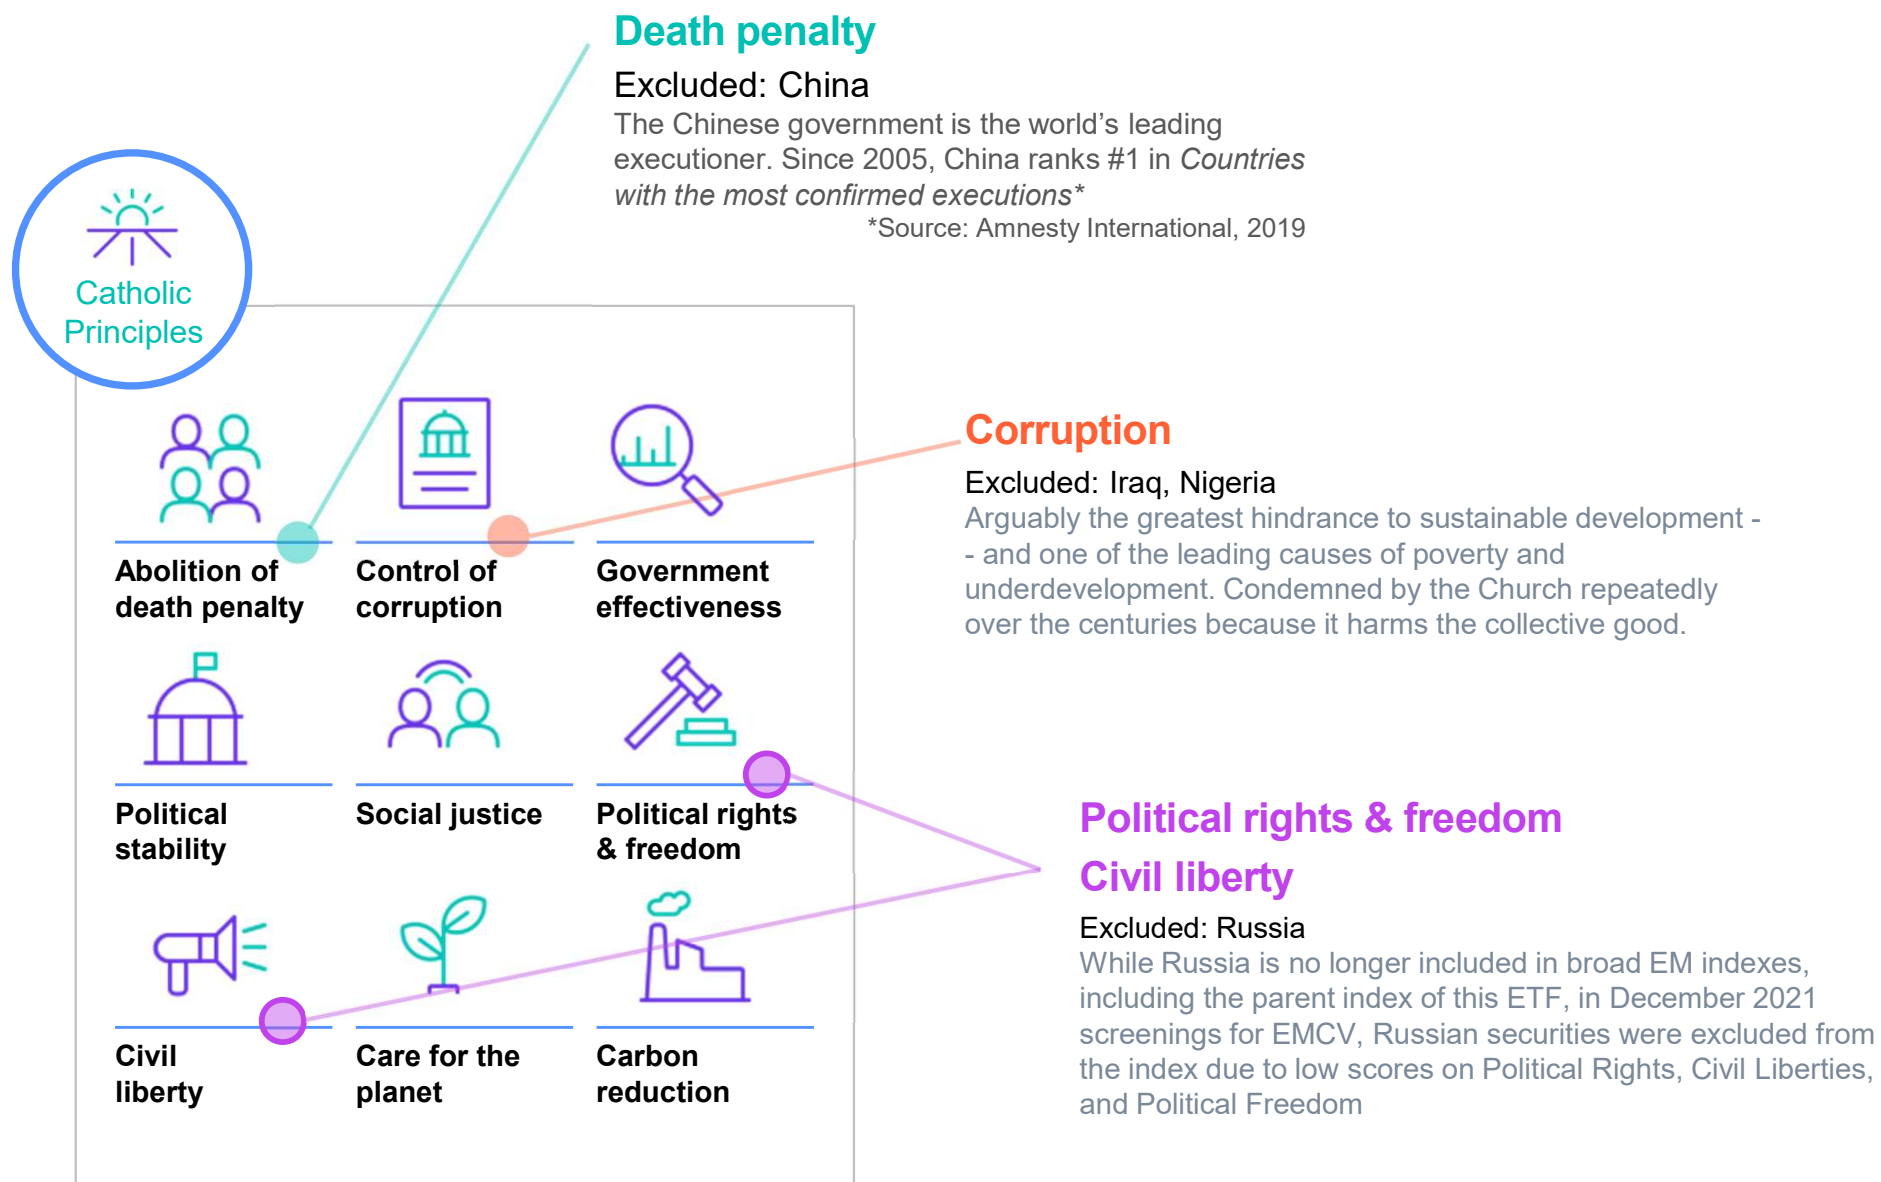 Death penalty
Excluded: China
The Chinese government is the world’s leading
executioner. Since 2005, China ranks #1 in Countries
with the most confirmed executions*
*Source: Amnesty International, 2019
Catholic
Principles
Abolition of
death penalty
Control of
corruption
Government
effectiveness
Political
stability
Social justice
Political rights
& freedom
Civil
liberty
Care for the
planet
Carbon
reduction
Corruption
Excluded: Iraq, Nigeria
Arguably the greatest hindrance to sustainable development -
- and one of the leading causes of poverty and
underdevelopment. Condemned by the Church repeatedly
over the centuries because it harms the collective good.
Political rights & freedom
Civil liberty
Excluded: Russia
While Russia is no longer included in broad EM indexes,
including the parent index of this ETF, in December 2021
screenings for EMCV, Russian securities were excluded from
the index due to low scores on Political Rights, Civil Liberties,
and Political Freedom